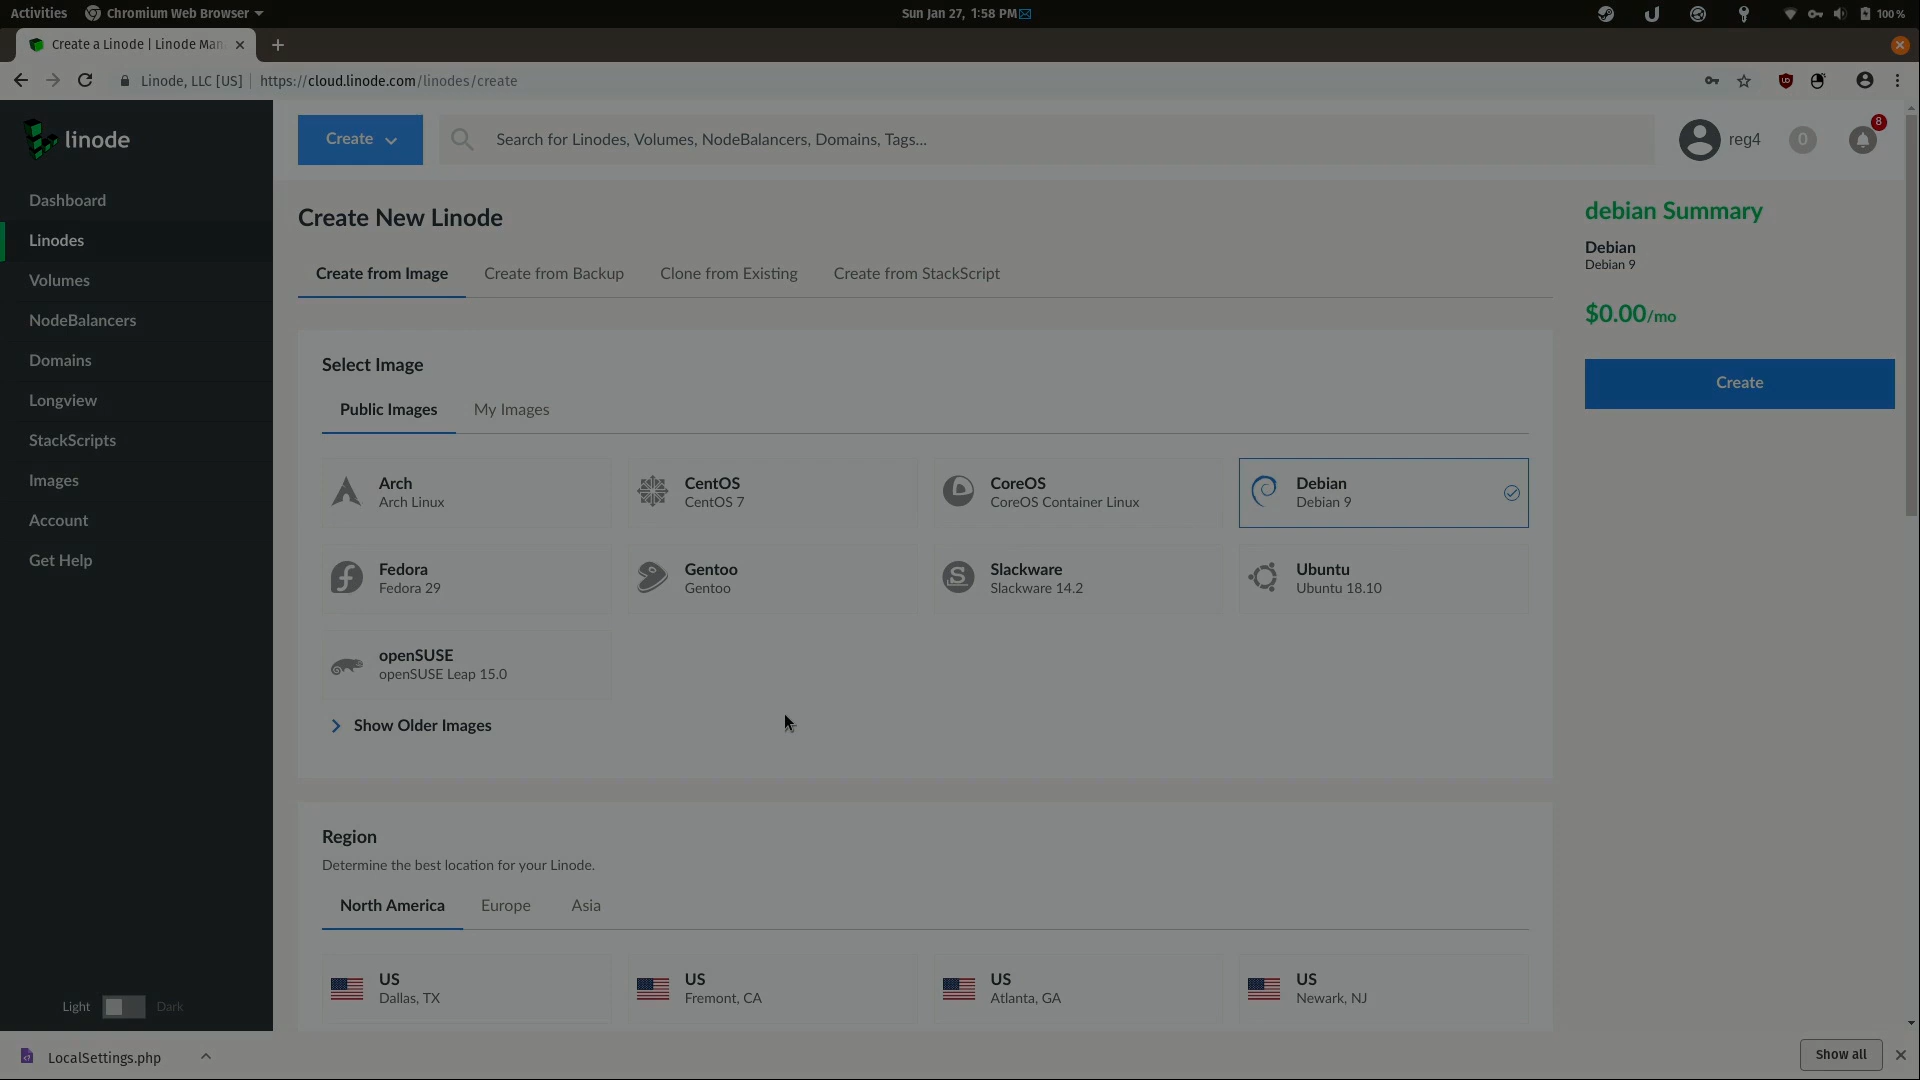 Activities
Chromium Web Browser
Sun Jan 27, 1:58 PM
100 %
Create a Linode | Linode Man
Linode, LLC [US]
https://cloud.linode.com/linodes/create
linode
Create
Search for Linodes, Volumes, NodeBalancers, Domains, Tags...
reg4
0
8
Dashboard
Linodes
Volumes
NodeBalancers
Domains
Longview
StackScripts
Images
Account
Get Help
Light
Dark
Create New Linode
Create from Image
Create from Backup
Clone from Existing
Create from StackScript
Select Image
Public Images
My Images
Arch
Arch Linux
CentOS
CentOS 7
CoreOS
CoreOS Container Linux
Debian
Debian 9
Fedora
Fedora 29
Gentoo
Gentoo
Slackware
Slackware 14.2
Ubuntu
Ubuntu 18.10
openSUSE
openSUSE Leap 15.0
Show Older Images
Region
Determine the best location for your Linode.
North America
Europe
Asia
US
Dallas, TX
US
Fremont, CA
US
Atlanta, GA
US
Newark, NJ
debian Summary
Debian
Debian 9
$0.00/mo
Create
LocalSettings.php
Show all